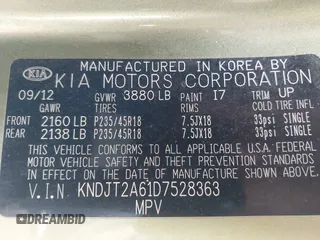 MANUFACTURED IN KOREA BY
KIA KIA MOTORS CORPORATION
09/12 GVWR 3880 LB PAINT I7 TRIM UP
GAWR TIRES RIMS COLD TIRE INFL.
FRONT 2160 LB P235/45R18 7.5JX18 33psi SINGLE
REAR 2138 LB P235/45R18 7.5JX18 33psi SINGLE
THIS VEHICLE CONFORMS TO ALL APPLICABLE U.S.A. FEDERAL
MOTOR VEHICLE SAFETY AND THEFT PREVENTION
STANDARDS IN EFFECT ON THE DATE OF MANUFACTURE
SHOWN ABOVE.
V.I.N KNDJT2A61D7528363
MPV
DREAMBID